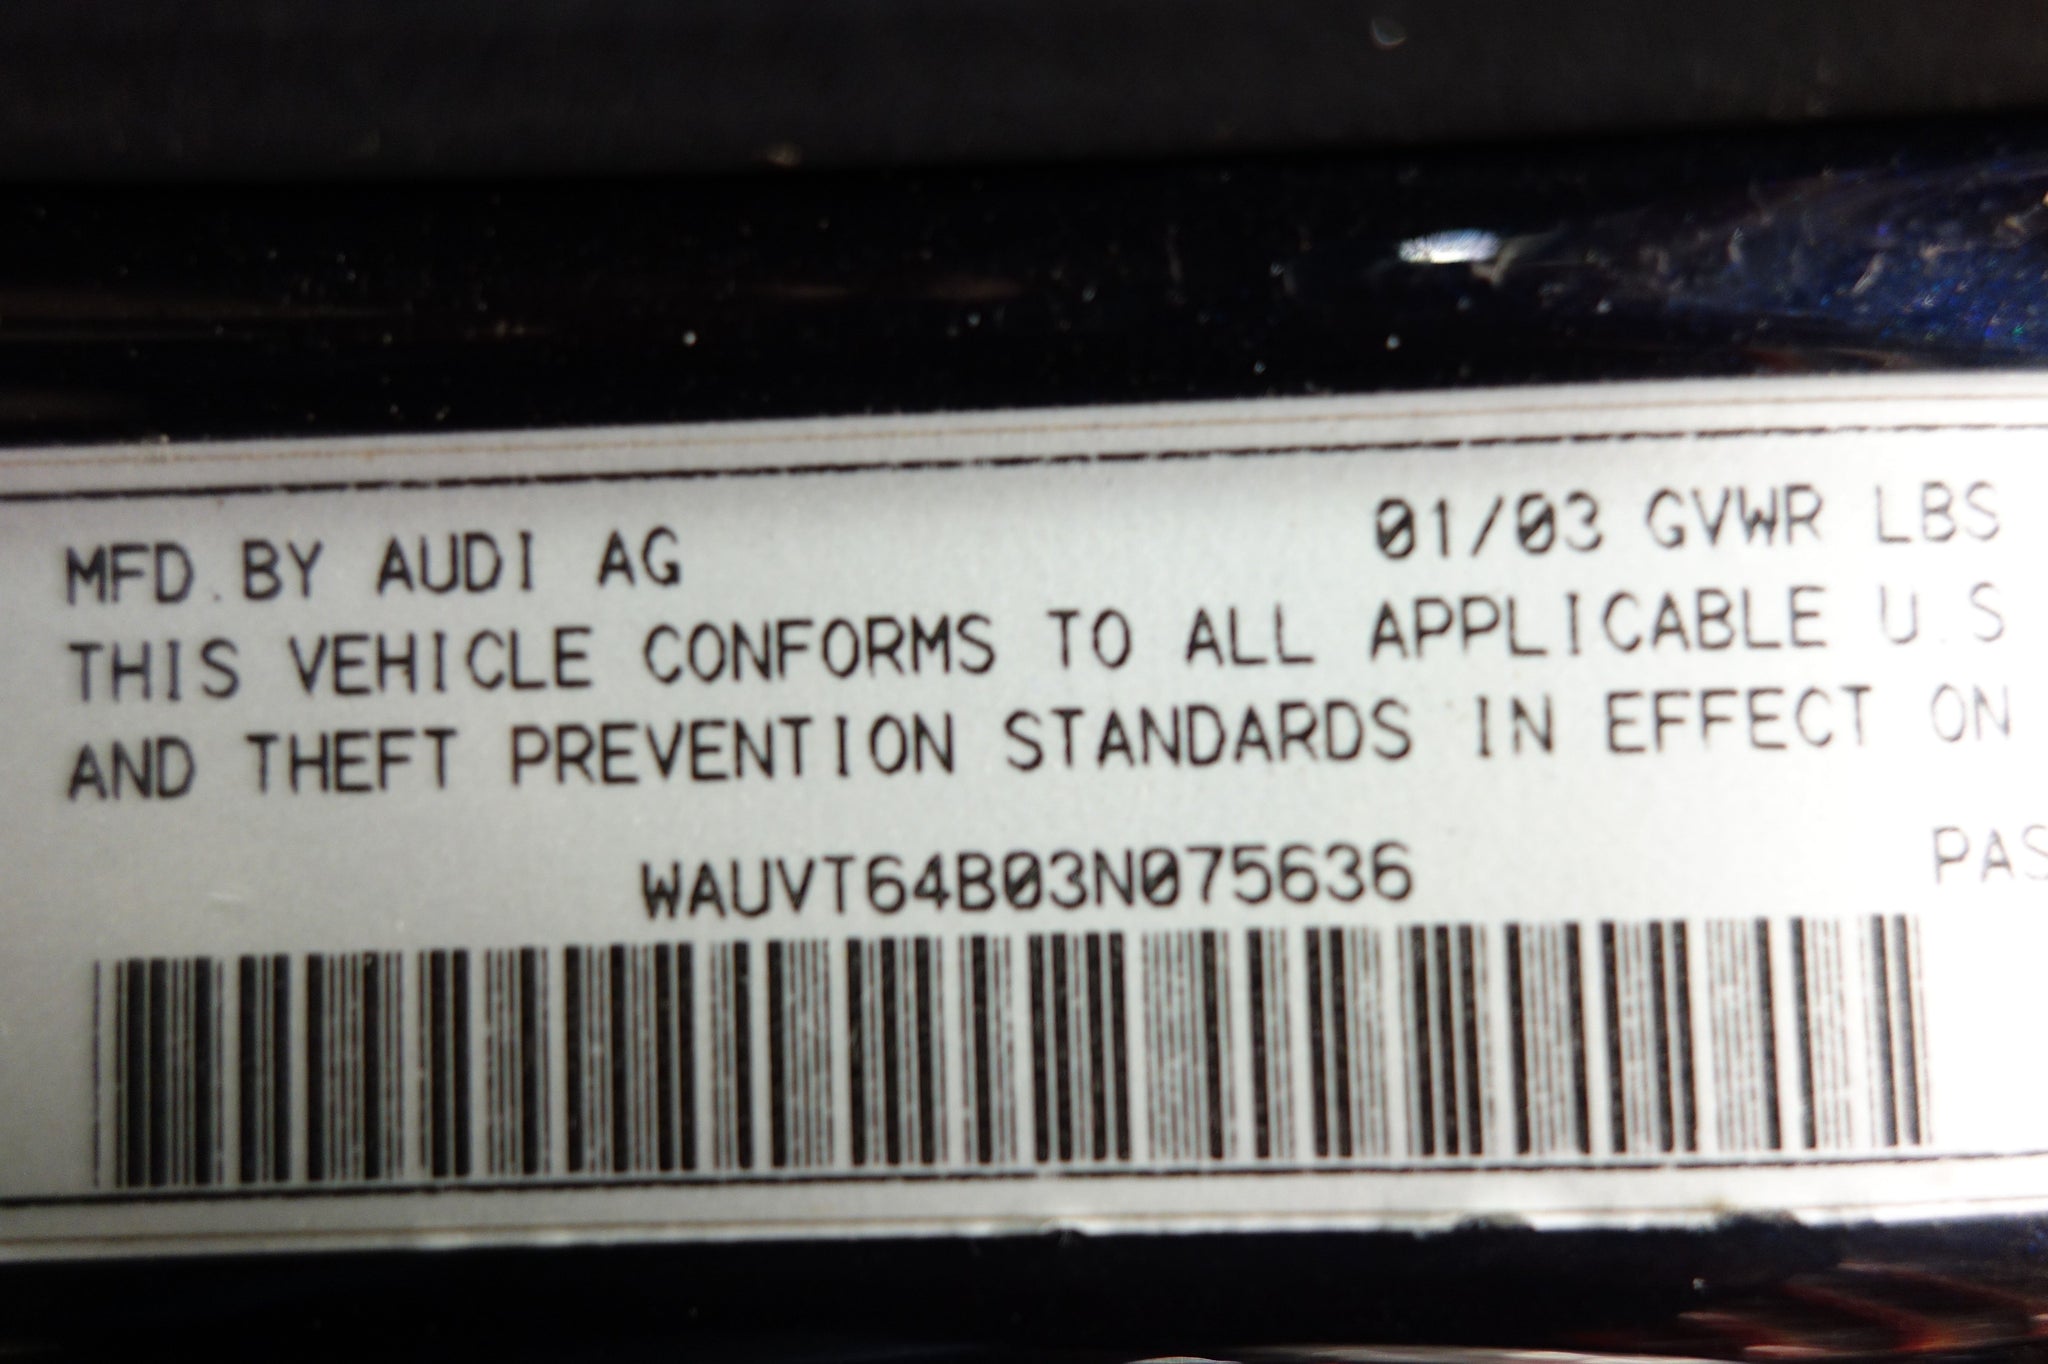 MFD.BY AUDI AG 01/03 GVWR LBS
THIS VEHICLE CONFORMS TO ALL APPLICABLE U.S
AND THEFT PREVENTION STANDARDS IN EFFECT ON
WAUVT64B03N075636 PAS